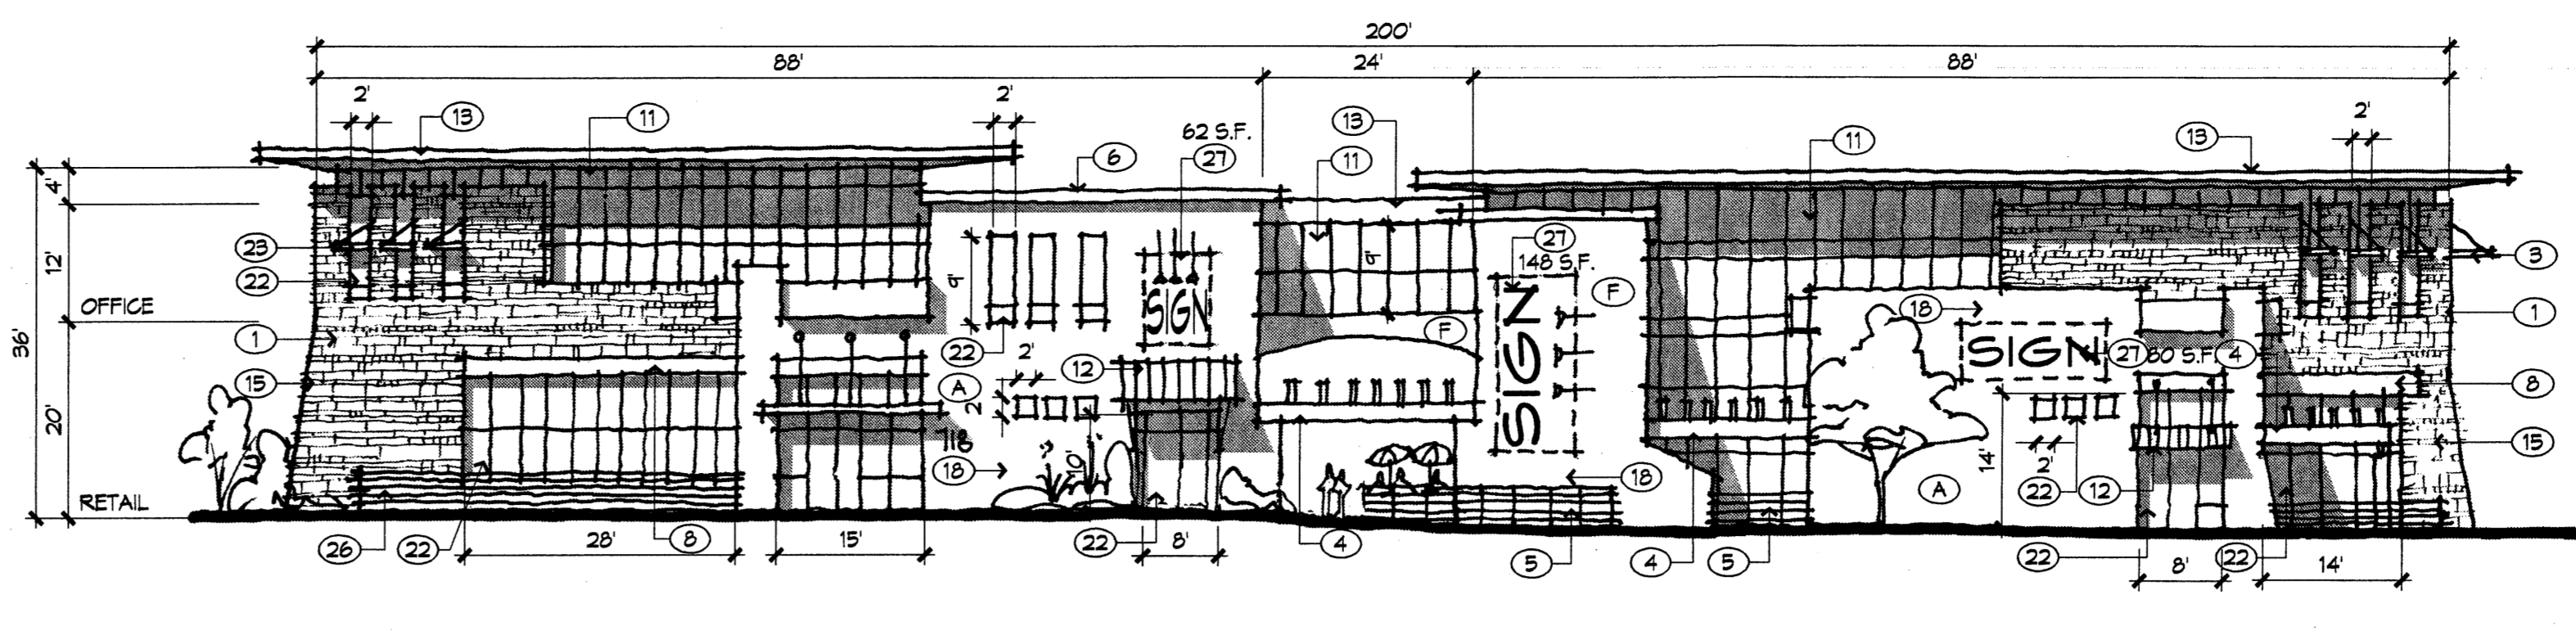 200'
88' 24' 88'
2' 13 11 2' 62 S.F. 27 6 13 11 11 13 2'
4'
23 12' 9' 9' 27 148 S.F. F 3
22 SIGN SIGN
OFFICE 18 1
36' 1 22 F SIGN 27 80 S.F. 4
15 2' 12 8
20' A 2'
18 10' 18 14' 2' 15
RETAIL A 22 12
26 22 28' 8 15' 22 8' 4 5 4 5 22 8' 22 14'